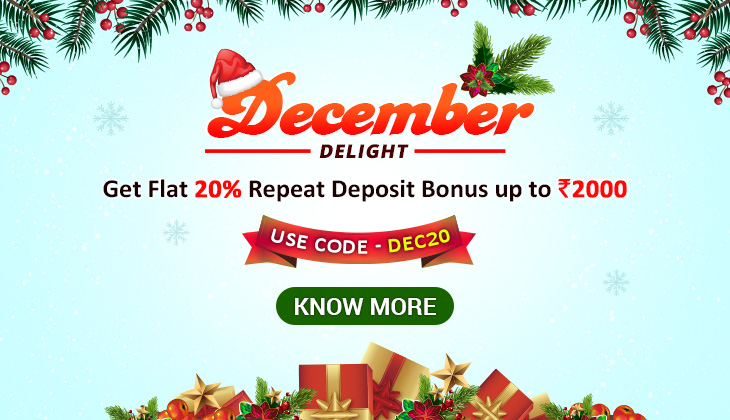 December
DELIGHT
Get Flat 20% Repeat Deposit Bonus up to ₹2000
USE CODE - DEC20
KNOW MORE